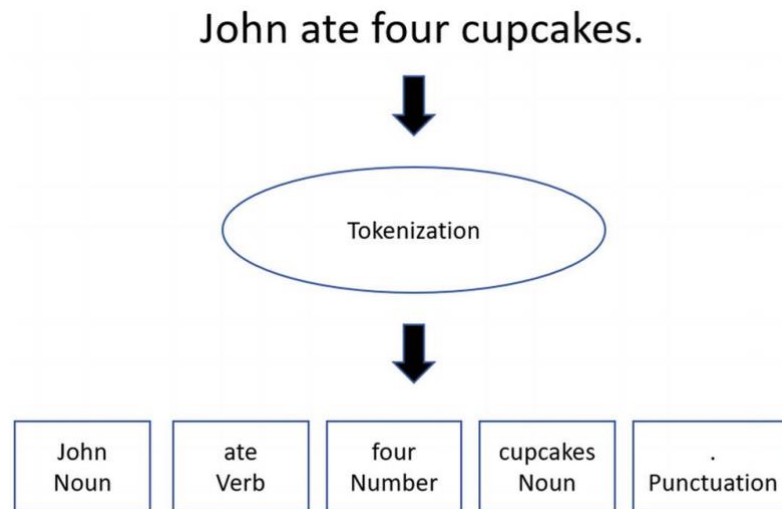 John ate four cupcakes.
Tokenization
John
Noun
ate
Verb
four
Number
cupcakes
Noun
.
Punctuation